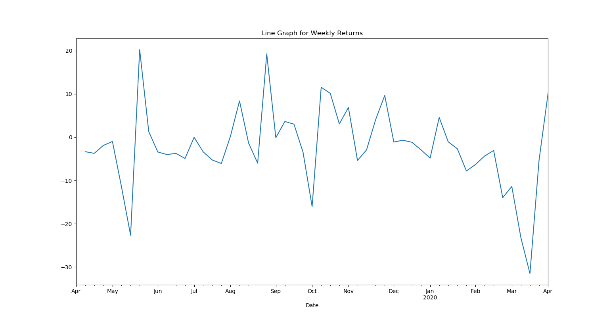 Line Graph for Weekly Returns
20
10
0
−10
−20
−30
Apr May Jun Jul Aug Sep Oct Nov Dec Jan Feb Mar Apr
2020
Date